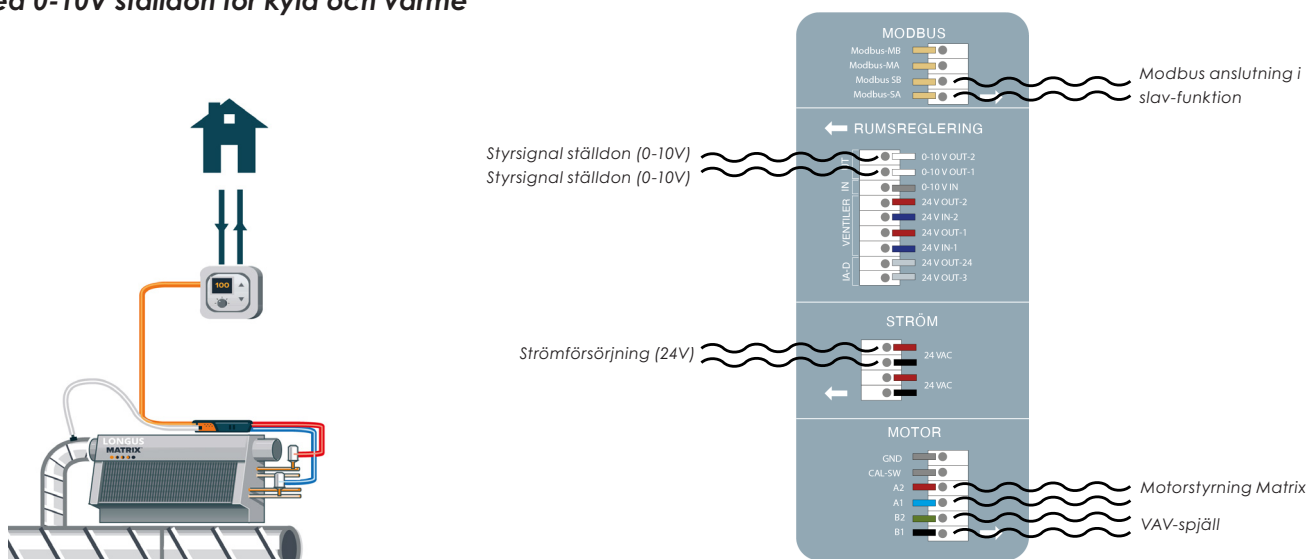 med 0-10V ställdon för kyla och värme
100
LONGUS
MATRIX
MODBUS
Modbus-MB
Modbus-MA
Modbus SB
Modbus-SA
Modbus anslutning i
slav-funktion
RUMSREGLERING
Styrsignal ställdon (0-10V)
Styrsignal ställdon (0-10V)
UT
IN
VENTILER
IA-D
0-10 V OUT-2
0-10 V OUT-1
0-10 V IN
24 V OUT-2
24 V IN-2
24 V OUT-1
24 V IN-1
24 V OUT-24
24 V OUT-3
STRÖM
Strömförsörjning (24V)
24 VAC
24 VAC
MOTOR
GND
CAL-SW
A2
A1
B2
B1
Motorstyrning Matrix
VAV-spjäll